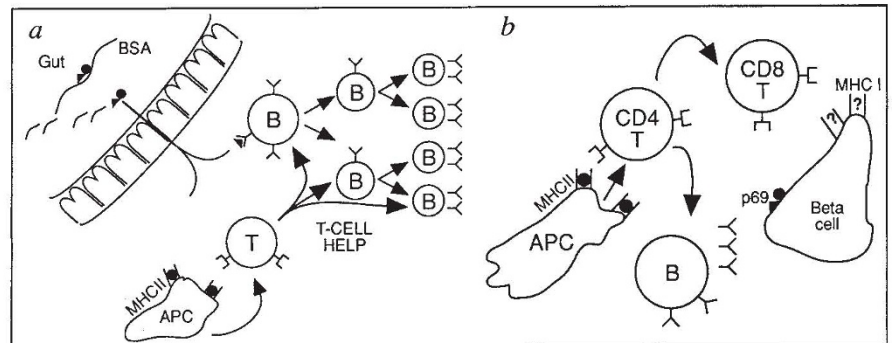 a
Gut
BSA
B
B
B
B
B
B
B
B
T-CELL
HELP
T
MHCII
APC
b
CD8
T
MHC I
?
?
CD4
T
MHCII
APC
p69
Beta
cell
B